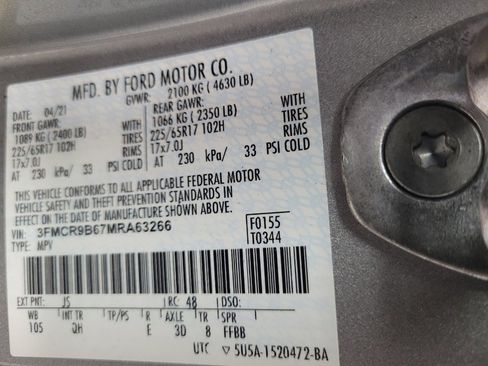 MFD. BY FORD MOTOR CO.
DATE: 04/21 GVWR: 2100 KG ( 4630 LB)
FRONT GAWR: REAR GAWR:
1089 KG ( 2400 LB) WITH 1066 KG ( 2350 LB) WITH
225/65R17 102H TIRES 225/65R17 102H TIRES
17x7.0J RIMS 17x7.0J RIMS
AT 230 kPa/ 33 PSI COLD AT 230 kPa/ 33 PSI COLD
THIS VEHICLE CONFORMS TO ALL APPLICABLE FEDERAL MOTOR
VEHICLE SAFETY AND THEFT PREVENTION STANDARDS IN
EFFECT ON THE DATE OF MANUFACTURE SHOWN ABOVE.
VIN: 3FMCR9B67MRA63266 F0155
TYPE: MPV T0344
EXT PNT: JS RC: 48 DSO:
WB INT TR TP/PS R AXLE TR SPR
105 QH E 3D 8 FFBB
UTC ▽ 5U5A-1520472-BA